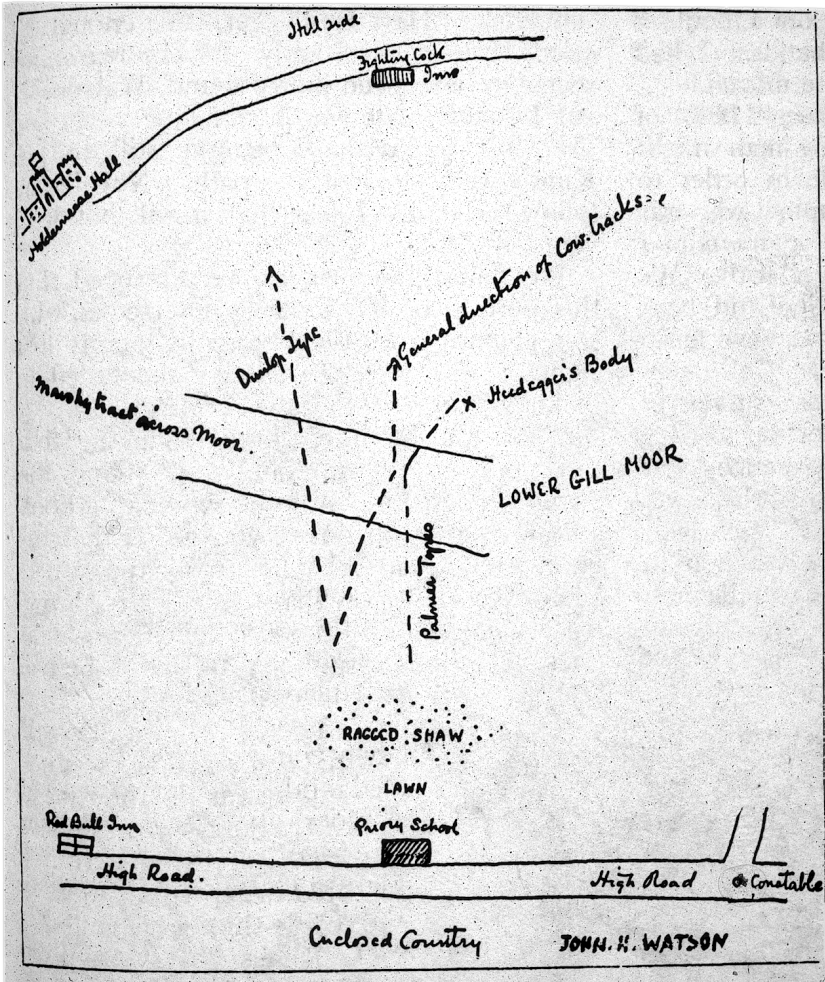 Hill side
Fighting Cock
Inn
Holdernesse Hall
General direction of Cow. tracks
Dunlop Tyre
Heidegger's Body
Marshy tract across Moor.
LOWER GILL MOOR
Palmer Tyres
RAGGED SHAW
LAWN
Red Bull Inn
Priory School
High Road.
High Road
Constable
Enclosed Country
JOHN. H. WATSON